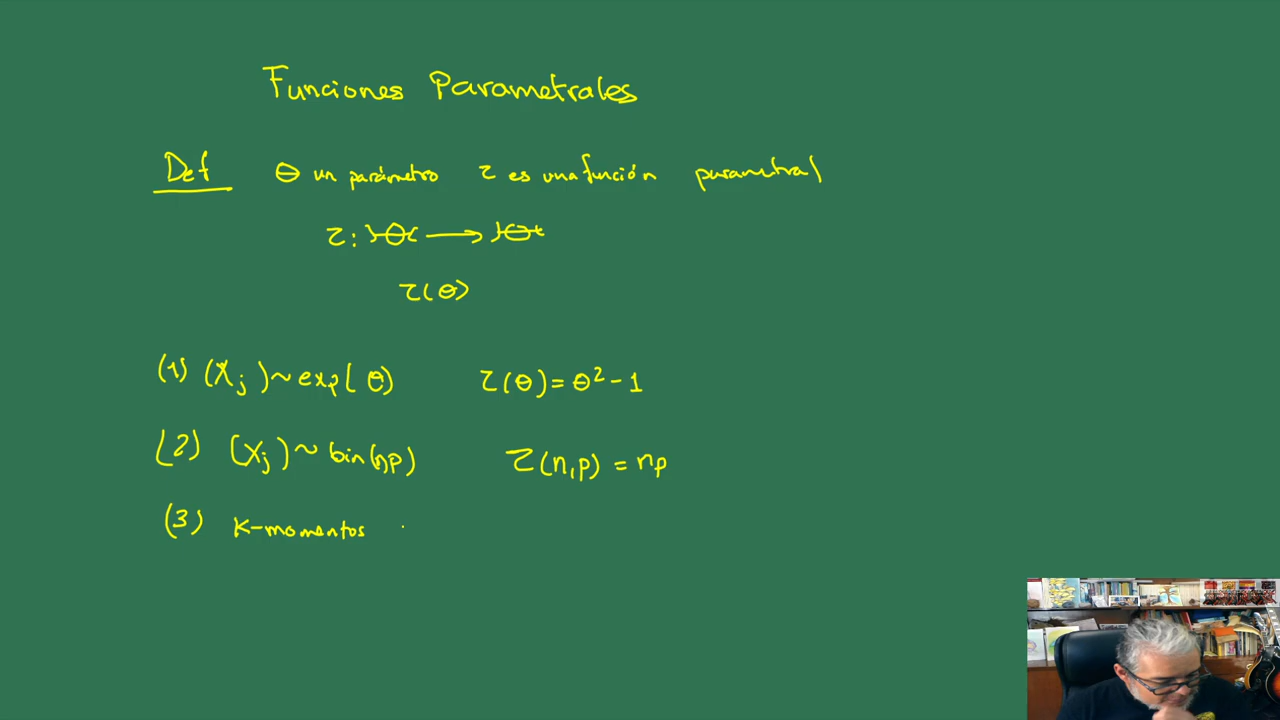 Funciones Parametrales
Def θ un parámetro τ es una función parametral
τ: Θ → Θ
τ(θ)
(1) (Xj) ~ exp(θ) τ(θ) = θ² - 1
(2) (Xj) ~ bin(n,p) τ(n,p) = np
(3) K-momentos